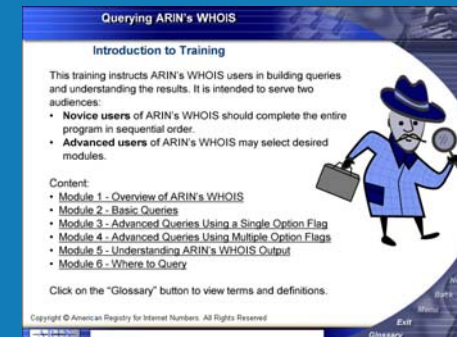 Querying ARIN's WHOIS
Introduction to Training
This training instructs ARIN's WHOIS users in building queries
and understanding the results. It is intended to serve two
audiences:
• Novice users of ARIN's WHOIS should complete the entire
program in sequential order.
• Advanced users of ARIN's WHOIS may select desired
modules.
Content:
• Module 1 - Overview of ARIN's WHOIS
• Module 2 - Basic Queries
• Module 3 - Advanced Queries Using a Single Option Flag
• Module 4 - Advanced Queries Using Multiple Option Flags
• Module 5 - Understanding ARIN's WHOIS Output
• Module 6 - Where to Query
Click on the "Glossary" button to view terms and definitions.
Menu
Copyright © American Registry for Internet Numbers. All Rights Reserved
Exit
Glossary